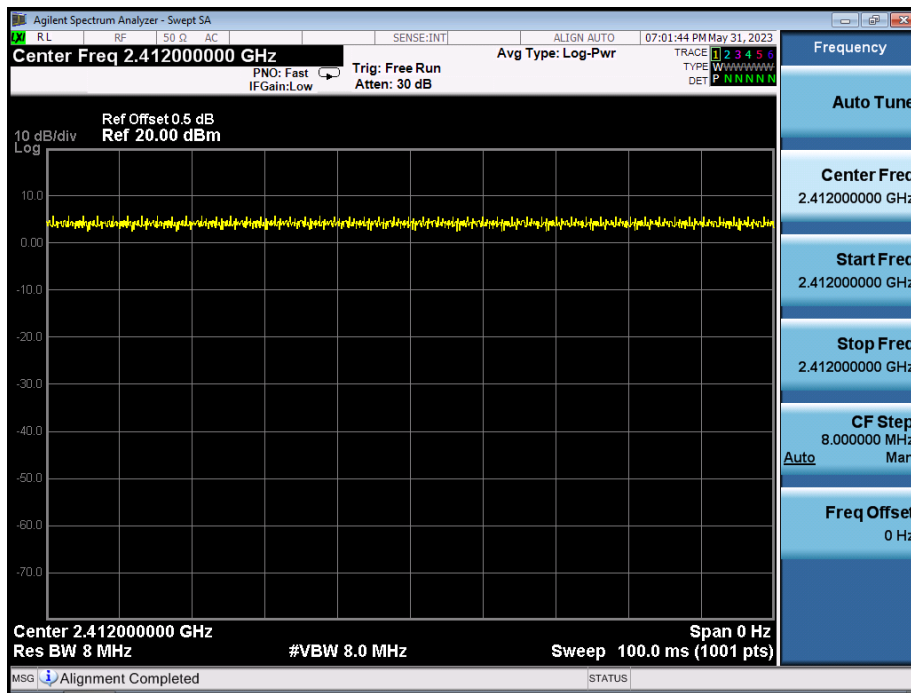 Agilent Spectrum Analyzer - Swept SA
LXI RL RF 50 Ω AC SENSE:INT ALIGN AUTO 07:01:44 PM May 31, 2023
Center Freq 2.412000000 GHz
Avg Type: Log-Pwr
TRACE 1 2 3 4 5 6
PNO: Fast
Trig: Free Run
TYPE WWWWWW
IFGain:Low
Atten: 30 dB
DET P N N N N N
Ref Offset 0.5 dB
10 dB/div Ref 20.00 dBm
Log
10.0
0.00
-10.0
-20.0
-30.0
-40.0
-50.0
-60.0
-70.0
Center 2.412000000 GHz Span 0 Hz
Res BW 8 MHz #VBW 8.0 MHz Sweep 100.0 ms (1001 pts)
MSG Alignment Completed STATUS
Frequency
Auto Tune
Center Freq
2.412000000 GHz
Start Freq
2.412000000 GHz
Stop Freq
2.412000000 GHz
CF Step
8.000000 MHz
Auto Man
Freq Offset
0 Hz